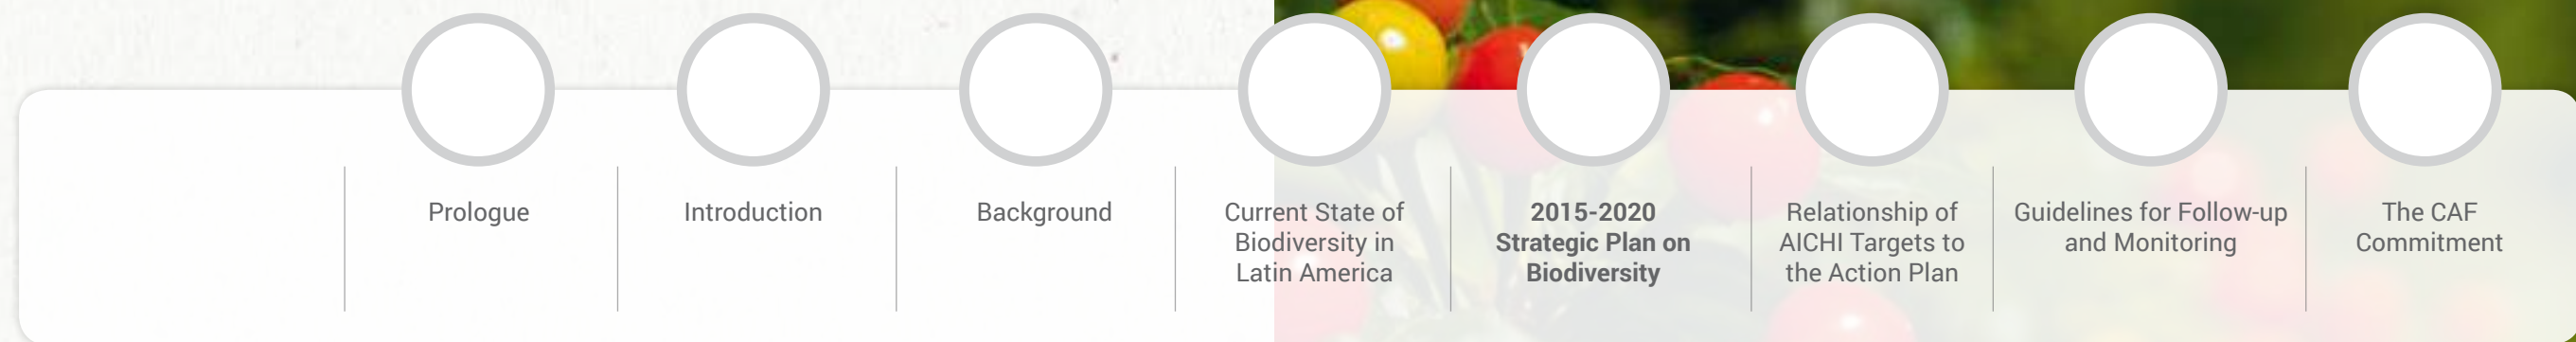 Prologue
Introduction
Background
Current State of
Biodiversity in
Latin America
2015-2020
Strategic Plan on
Biodiversity
Relationship of
AICHI Targets to
the Action Plan
Guidelines for Follow-up
and Monitoring
The CAF
Commitment